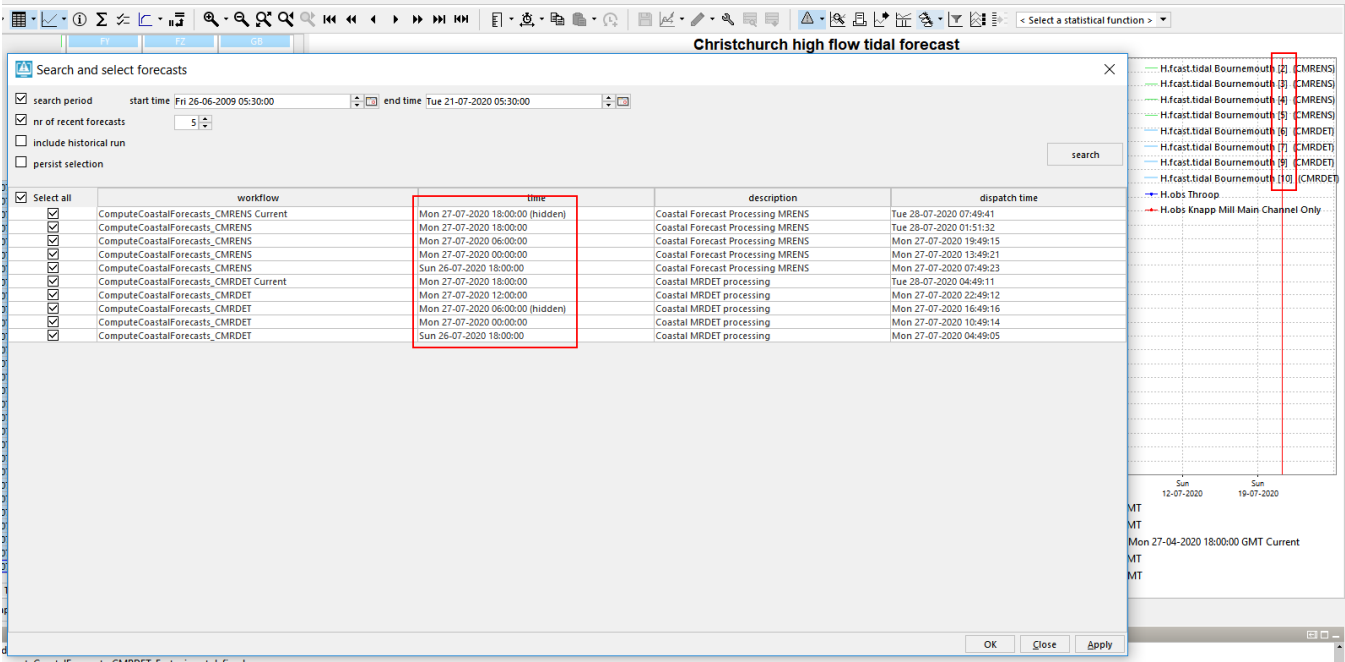 < Select a statistical function >
FY FZ GB
Christchurch high flow tidal forecast
Search and select forecasts
search period start time Fri 26-06-2009 05:30:00 end time Tue 21-07-2020 05:30:00
nr of recent forecasts 5
include historical run
persist selection
search
Select all workflow time description dispatch time
ComputeCoastalForecasts_CMRENS Current Mon 27-07-2020 18:00:00 (hidden) Coastal Forecast Processing MRENS Tue 28-07-2020 07:49:41
ComputeCoastalForecasts_CMRENS Mon 27-07-2020 18:00:00 Coastal Forecast Processing MRENS Tue 28-07-2020 01:51:32
ComputeCoastalForecasts_CMRENS Mon 27-07-2020 06:00:00 Coastal Forecast Processing MRENS Mon 27-07-2020 19:49:15
ComputeCoastalForecasts_CMRENS Mon 27-07-2020 00:00:00 Coastal Forecast Processing MRENS Mon 27-07-2020 13:49:21
ComputeCoastalForecasts_CMRENS Sun 26-07-2020 18:00:00 Coastal Forecast Processing MRENS Mon 27-07-2020 07:49:23
ComputeCoastalForecasts_CMRDET Current Mon 27-07-2020 18:00:00 Coastal MRDET processing Tue 28-07-2020 04:49:11
ComputeCoastalForecasts_CMRDET Mon 27-07-2020 12:00:00 Coastal MRDET processing Mon 27-07-2020 22:49:12
ComputeCoastalForecasts_CMRDET Mon 27-07-2020 06:00:00 (hidden) Coastal MRDET processing Mon 27-07-2020 16:49:16
ComputeCoastalForecasts_CMRDET Mon 27-07-2020 00:00:00 Coastal MRDET processing Mon 27-07-2020 10:49:14
ComputeCoastalForecasts_CMRDET Sun 26-07-2020 18:00:00 Coastal MRDET processing Mon 27-07-2020 04:49:05
OK Close Apply
H.fcast.tidal Bournemouth [2] (CMRENS)
H.fcast.tidal Bournemouth [3] (CMRENS)
H.fcast.tidal Bournemouth [4] (CMRENS)
H.fcast.tidal Bournemouth [5] (CMRENS)
H.fcast.tidal Bournemouth [6] (CMRDET)
H.fcast.tidal Bournemouth [7] (CMRDET)
H.fcast.tidal Bournemouth [9] (CMRDET)
H.fcast.tidal Bournemouth [10] (CMRDET)
H.obs Throop
H.obs Knapp Mill Main Channel Only
Sun Sun
12-07-2020 19-07-2020
MT
MT
Mon 27-04-2020 18:00:00 GMT Current
MT
MT